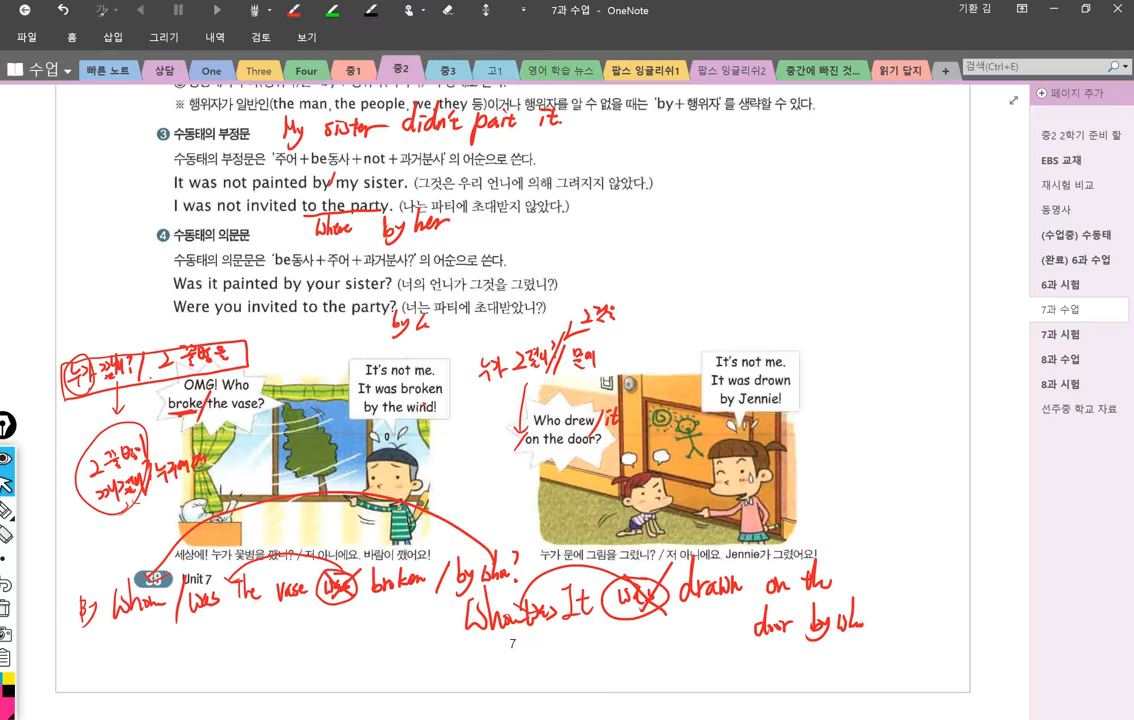 7과 수업 - OneNote
기환 김
파일 홈 삽입 그리기 내역 검토 보기
수업 빠른 노트 상담 One Three Four 중1 중2 중3 고1 영어 학습 뉴스 팝스 잉글리쉬1 팝스 잉글리쉬2 중간에 빠진 것... 읽기 답지 + 검색(Ctrl+E)
페이지 추가
중2 2학기 준비 할
EBS 교재
재시험 비교
동명사
(수업중) 수동태
(완료) 6과 수업
6과 시험
7과 수업
7과 시험
8과 수업
8과 시험
선주중 학교 자료
※ 행위자가 일반인(the man, the people, we, they 등)이거나 행위자를 알 수 없을 때는 'by+행위자'를 생략할 수 있다.
My sister didn't part it.
❸ 수동태의 부정문
수동태의 부정문은 '주어+be동사+not+과거분사'의 어순으로 쓴다.
It was not painted by my sister. (그것은 우리 언니에 의해 그려지지 않았다.)
I was not invited to the party. (나는 파티에 초대받지 않았다.)
where by her
❹ 수동태의 의문문
수동태의 의문문은 'be동사+주어+과거분사?'의 어순으로 쓴다.
Was it painted by your sister? (너의 언니가 그것을 그렸니?)
Were you invited to the party? (너는 파티에 초대받았니?)
by
누가 깼니? / 그 꽃병을
OMG! Who
broke the vase?
It's not me.
It was broken
by the wind!
그 꽃병이
누가 그렸니? // 문에
Who drew / it
on the door?
It's not me.
It was drown
by Jennie!
세상에! 누가 꽃병을 깼니? / 저 아니에요. 바람이 깼어요!
누가 문에 그림을 그렸니? / 저 아니에요. Jennie가 그렸어요!
Unit 7
By whom / was The vase was broken / by who?
It was drawn on the
door by
7